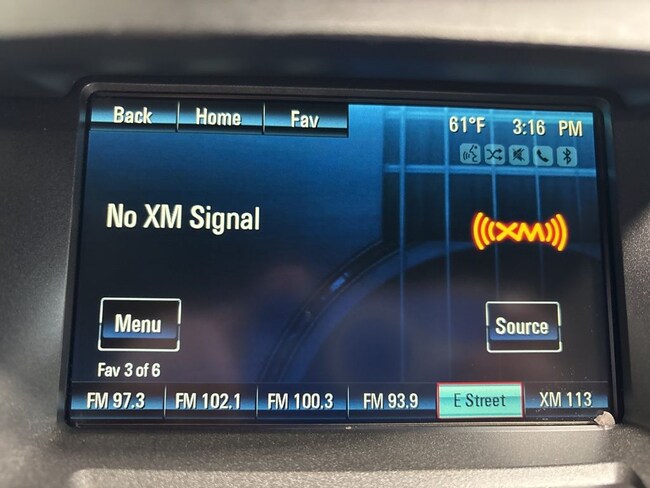 Back Home Fav
61°F 3:16 PM
No XM Signal
((XM))
Menu
Source
Fav 3 of 6
FM 97.3 FM 102.1 FM 100.3 FM 93.9 E Street XM 113